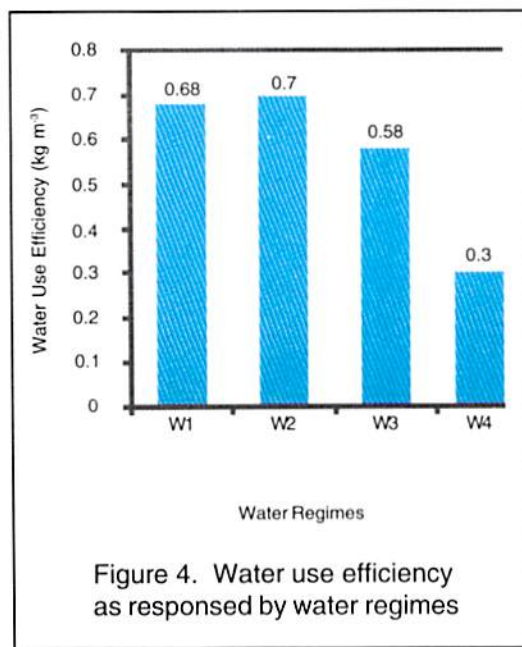 0.8
0.7
0.6
0.5
0.4
0.3
0.2
0.1
0
Water Use Efficiency (kg m⁻³)
0.68
0.7
0.58
0.3
W1 W2 W3 W4
Water Regimes
Figure 4. Water use efficiency
as responsed by water regimes